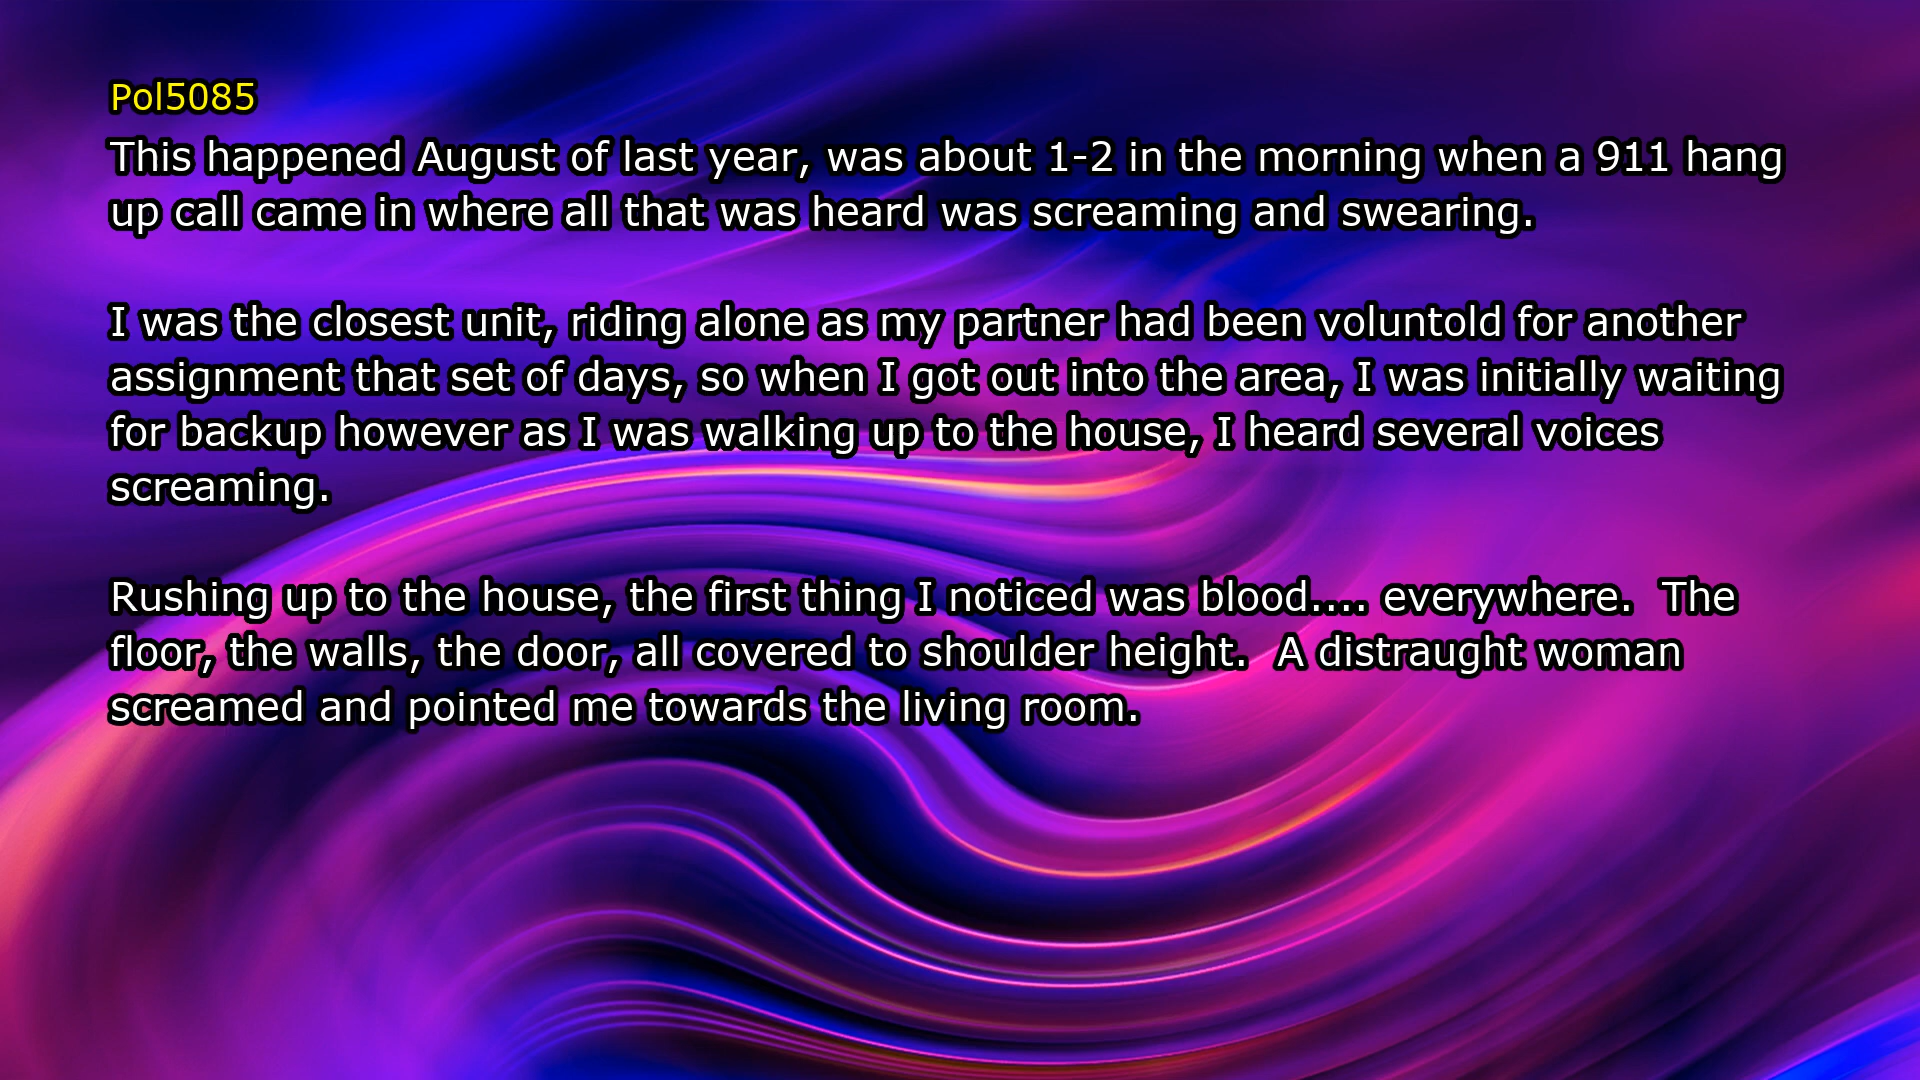 Pol5085
This happened August of last year, was about 1-2 in the morning when a 911 hang
up call came in where all that was heard was screaming and swearing.
I was the closest unit, riding alone as my partner had been voluntold for another
assignment that set of days, so when I got out into the area, I was initially waiting
for backup however as I was walking up to the house, I heard several voices
screaming.
Rushing up to the house, the first thing I noticed was blood.... everywhere.  The
floor, the walls, the door, all covered to shoulder height.  A distraught woman
screamed and pointed me towards the living room.